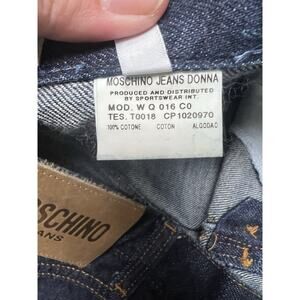 MOSCHINO JEANS DONNA
PRODUCED AND DISTRIBUTED
BY SPORTSWEAR INT.
MOD. W Q 016 C0
TES. T0018 CP1020970
100% COTONE COTON ALGODAO
OSCHINO
EANS